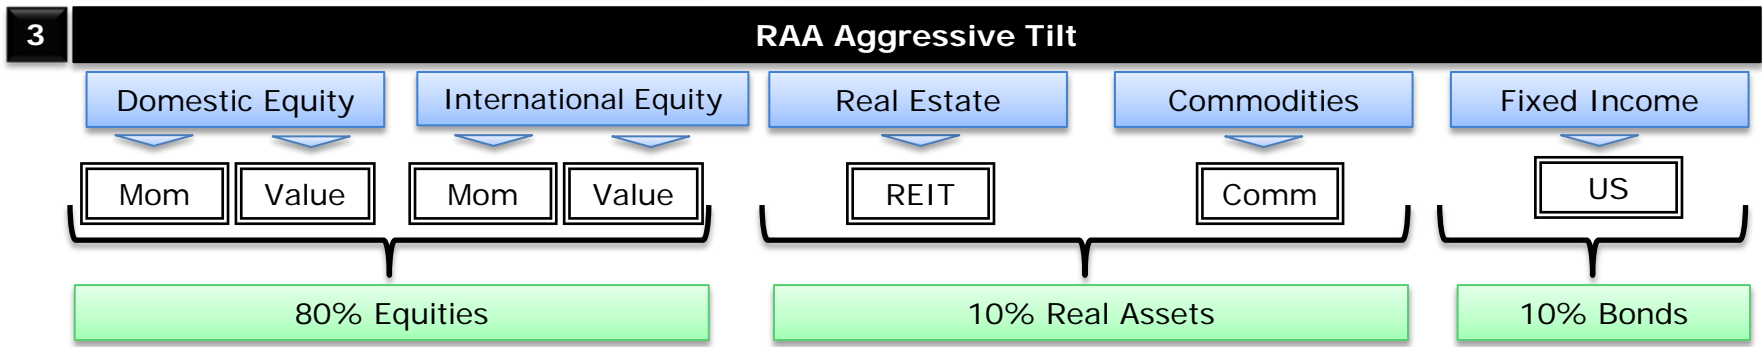 3
RAA Aggressive Tilt
Domestic Equity
International Equity
Real Estate
Commodities
Fixed Income
Mom
Value
Mom
Value
REIT
Comm
US
80% Equities
10% Real Assets
10% Bonds